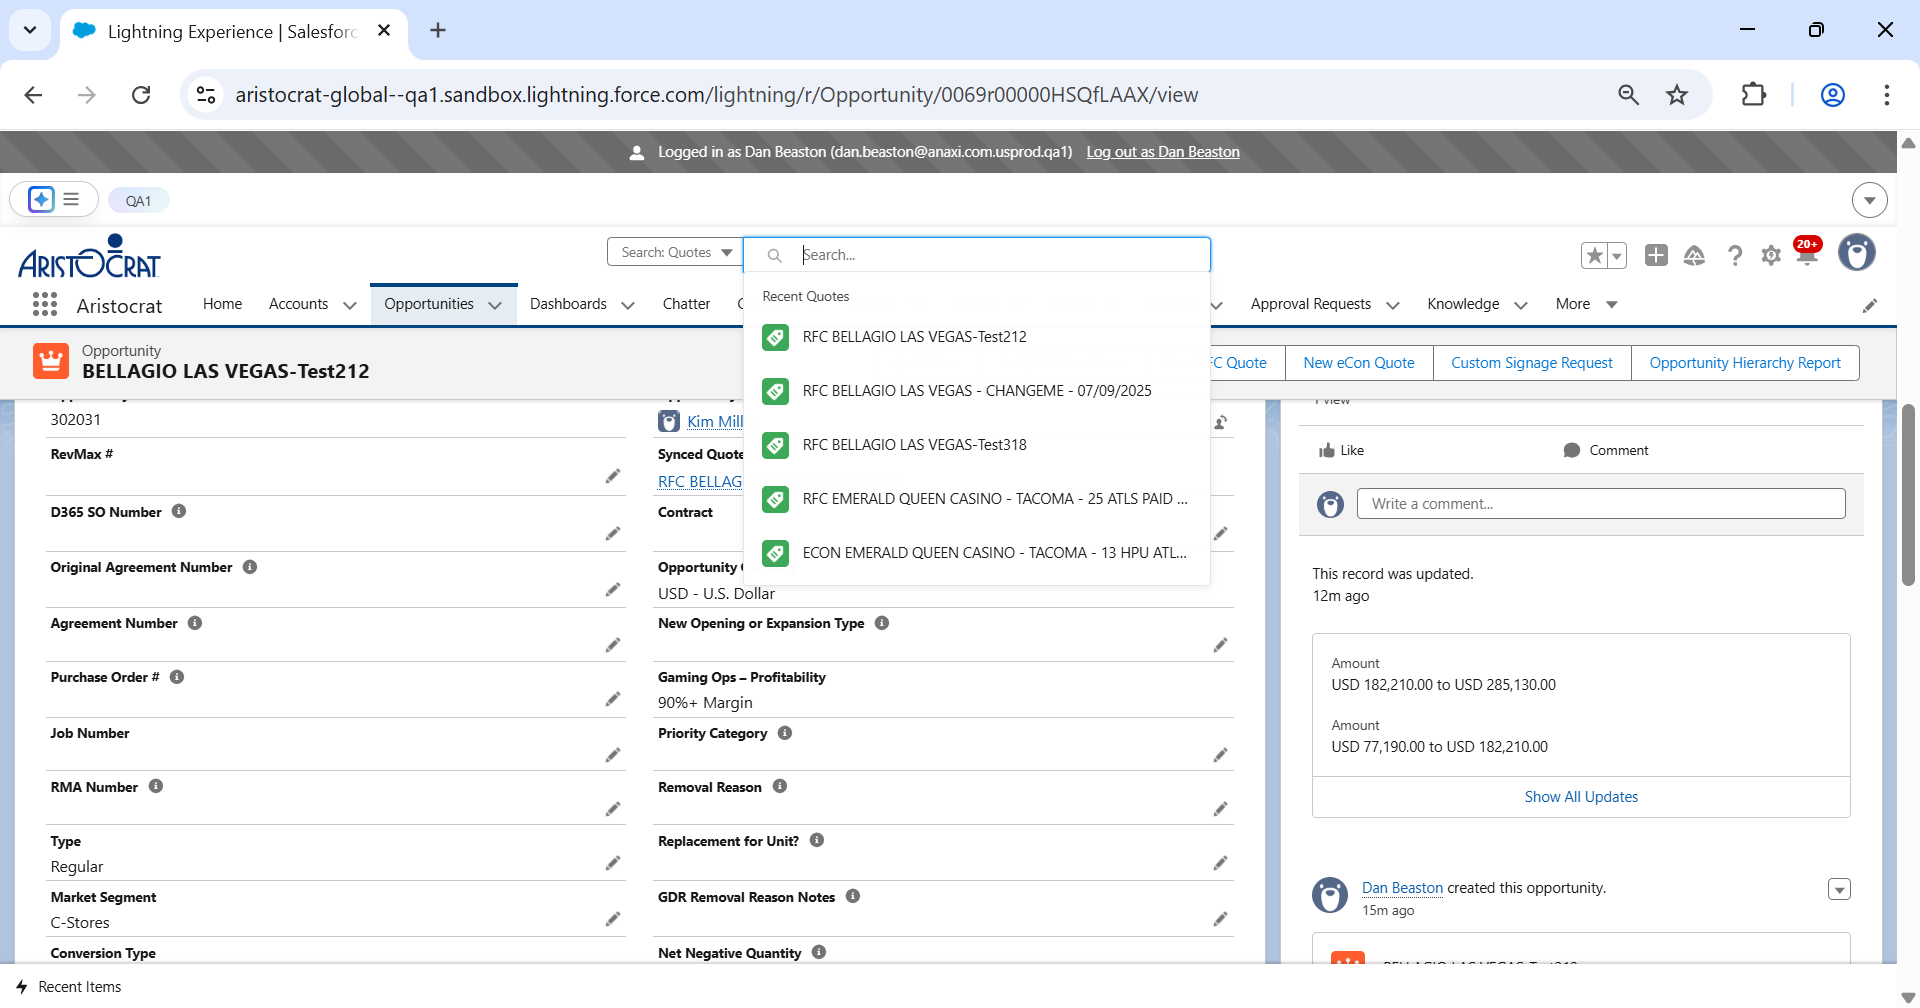 Lightning Experience | Salesforc
aristocrat-global--qa1.sandbox.lightning.force.com/lightning/r/Opportunity/0069r00000HSQfLAAX/view
Logged in as Dan Beaston (dan.beaston@anaxi.com.usprod.qa1) Log out as Dan Beaston
QA1
ARISTOCRAT
Search: Quotes
Search...
20+
Aristocrat
Home
Accounts
Opportunities
Dashboards
Chatter
Approval Requests
Knowledge
More
Opportunity
BELLAGIO LAS VEGAS-Test212
FC Quote
New eCon Quote
Custom Signage Request
Opportunity Hierarchy Report
Recent Quotes
RFC BELLAGIO LAS VEGAS-Test212
RFC BELLAGIO LAS VEGAS - CHANGEME - 07/09/2025
RFC BELLAGIO LAS VEGAS-Test318
RFC EMERALD QUEEN CASINO - TACOMA - 25 ATLS PAID ...
ECON EMERALD QUEEN CASINO - TACOMA - 13 HPU ATL...
302031
RevMax #
D365 SO Number
Original Agreement Number
Agreement Number
Purchase Order #
Job Number
RMA Number
Type
Regular
Market Segment
C-Stores
Conversion Type
Kim Mill
Synced Quote
RFC BELLAG
Contract
Opportunity
USD - U.S. Dollar
New Opening or Expansion Type
Gaming Ops – Profitability
90%+ Margin
Priority Category
Removal Reason
Replacement for Unit?
GDR Removal Reason Notes
Net Negative Quantity
1 view
Like
Comment
Write a comment...
This record was updated.
12m ago
Amount
USD 182,210.00 to USD 285,130.00
Amount
USD 77,190.00 to USD 182,210.00
Show All Updates
Dan Beaston created this opportunity.
15m ago
BELLAGIO LAS VEGAS-Test212
Recent Items